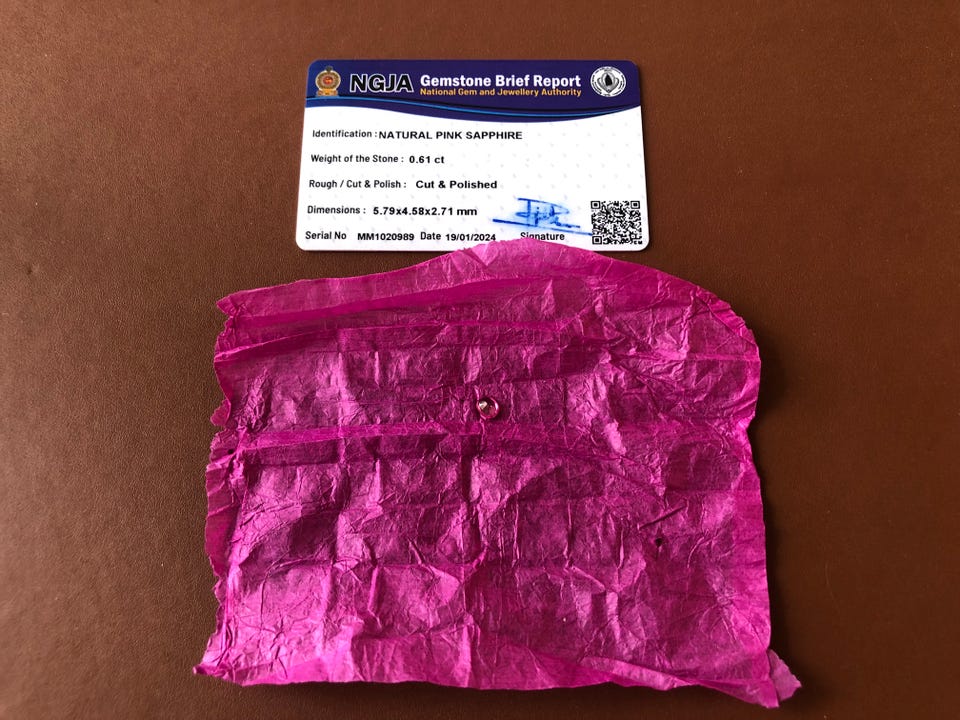 NGJA Gemstone Brief Report
National Gem and Jewellery Authority
Identification : NATURAL PINK SAPPHIRE
Weight of the Stone : 0.61 ct
Rough / Cut & Polish : Cut & Polished
Dimensions : 5.79x4.58x2.71 mm
Serial No MM1020989 Date 19/01/2024 Signature